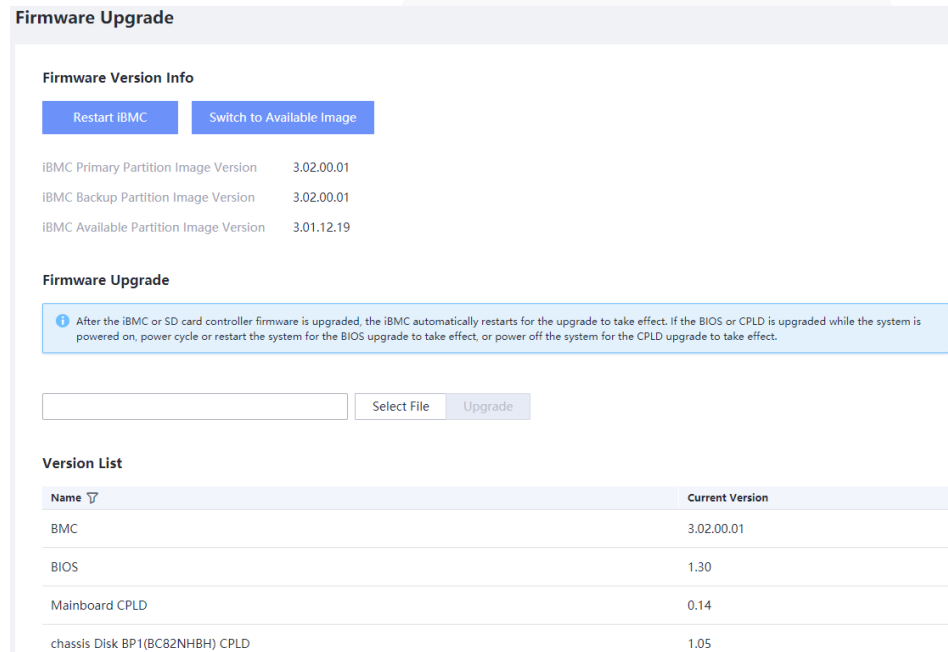 Firmware Upgrade
Firmware Version Info
Restart iBMC
Switch to Available Image
iBMC Primary Partition Image Version 3.02.00.01
iBMC Backup Partition Image Version 3.02.00.01
iBMC Available Partition Image Version 3.01.12.19
Firmware Upgrade
After the iBMC or SD card controller firmware is upgraded, the iBMC automatically restarts for the upgrade to take effect. If the BIOS or CPLD is upgraded while the system is
powered on, power cycle or restart the system for the BIOS upgrade to take effect, or power off the system for the CPLD upgrade to take effect.
Select File Upgrade
Version List
Name Current Version
BMC 3.02.00.01
BIOS 1.30
Mainboard CPLD 0.14
chassis Disk BP1(BC82NHBH) CPLD 1.05